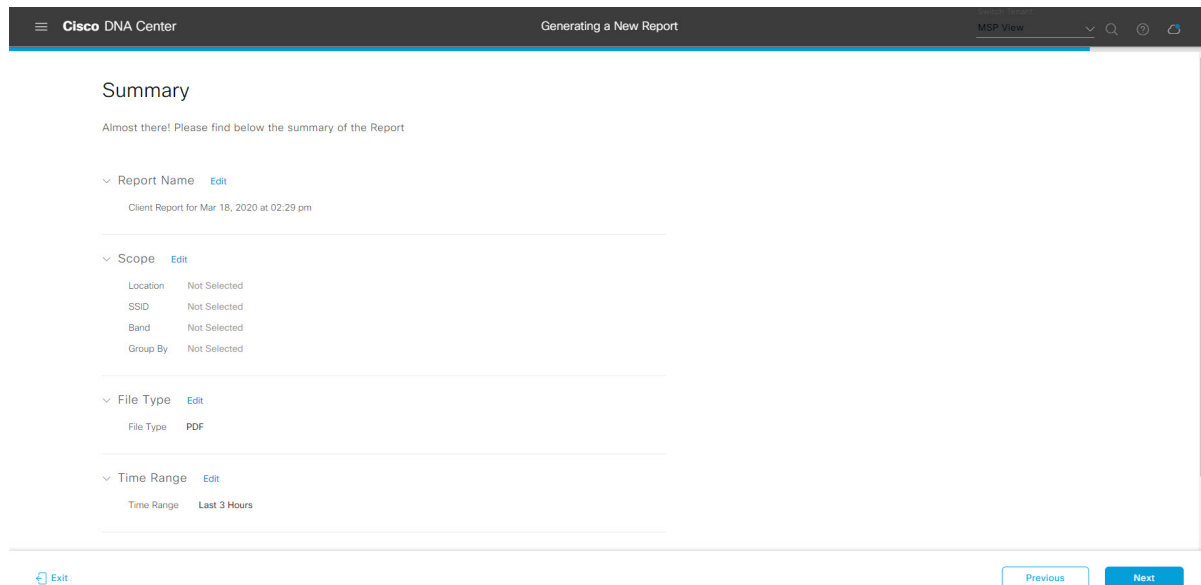 Cisco DNA Center
Generating a New Report
Switch Tenant
MSP View
Summary
Almost there! Please find below the summary of the Report
Report Name Edit
Client Report for Mar 18, 2020 at 02:29 pm
Scope Edit
Location Not Selected
SSID Not Selected
Band Not Selected
Group By Not Selected
File Type Edit
File Type PDF
Time Range Edit
Time Range Last 3 Hours
Exit
Previous
Next